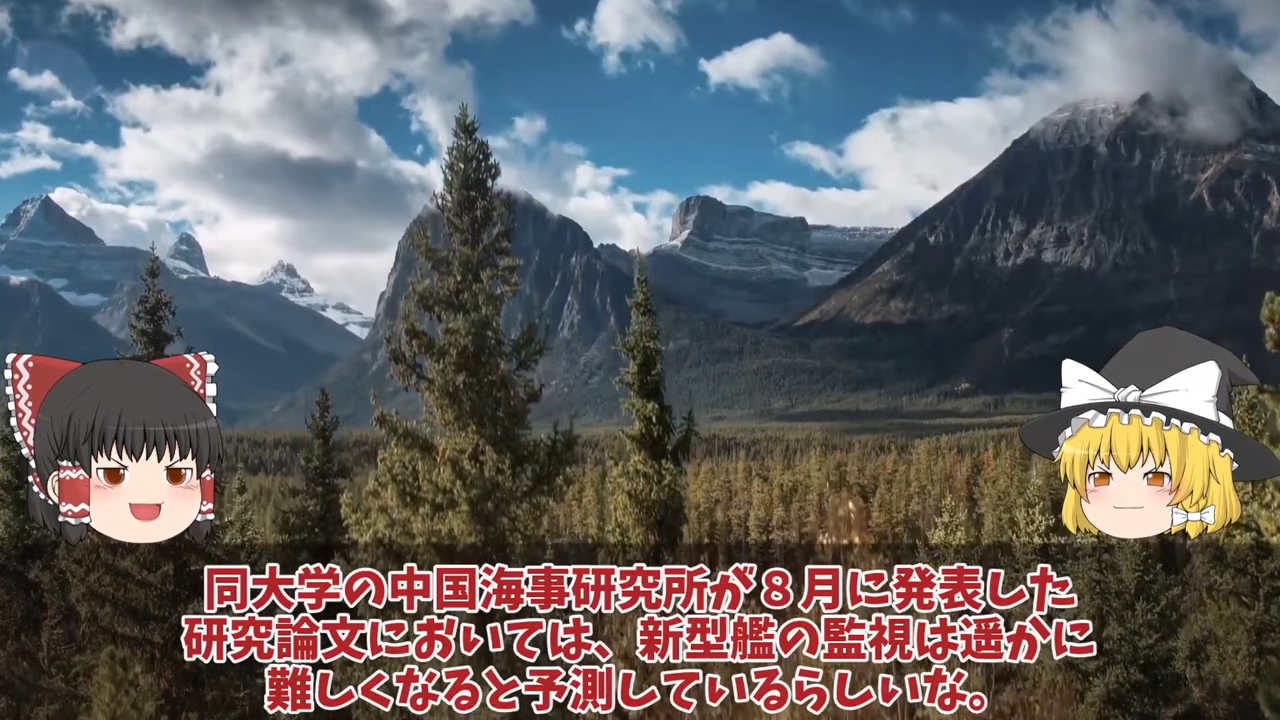 同大学の中国海事研究所が８月に発表した
研究論文においては、新型艦の監視は遥かに
難しくなると予測しているらしいな。